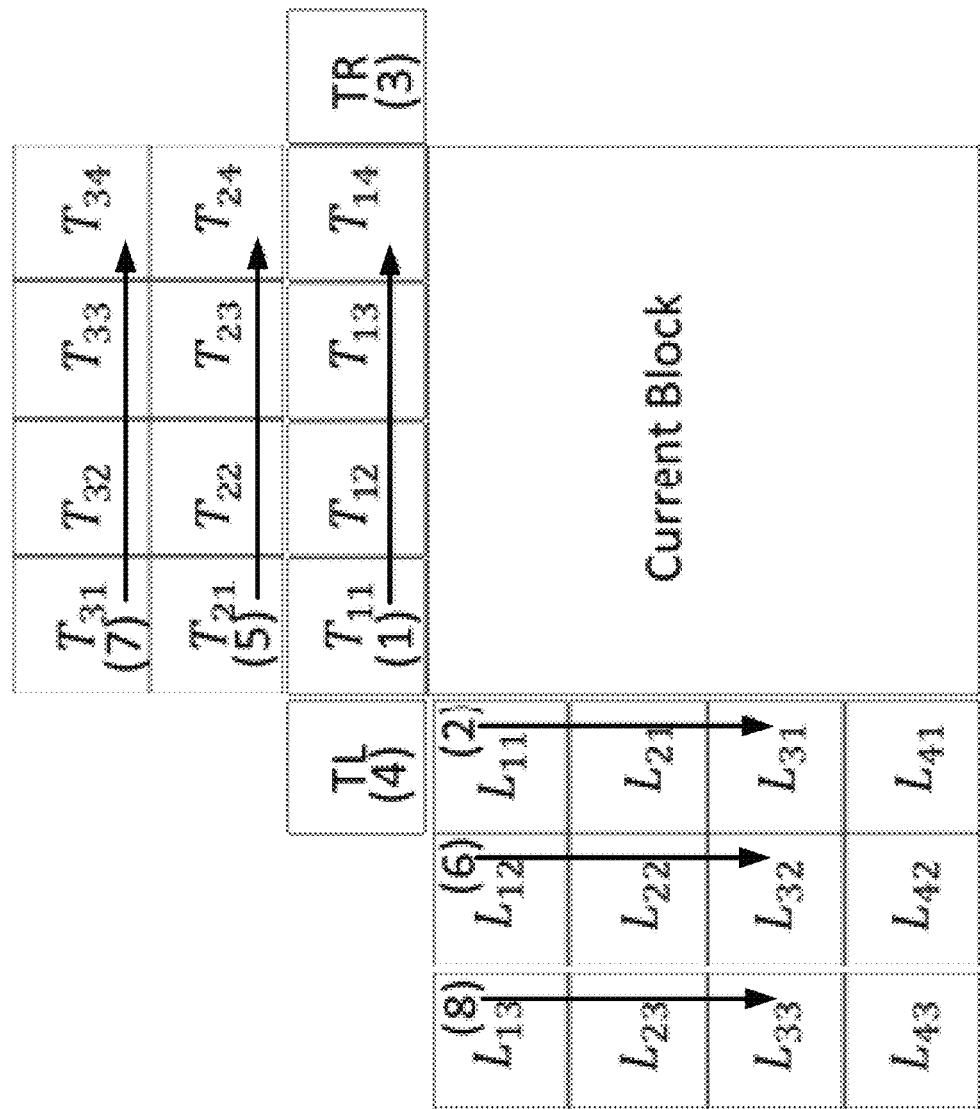 T₃₁ T₃₂ T₃₃ T₃₄
(7)
T₂₁ T₂₂ T₂₃ T₂₄
(5)
TL T₁₁ T₁₂ T₁₃ T₁₄ TR
(4) (1) (3)
(8) (6) (2)
L₁₃ L₁₂ L₁₁
L₂₃ L₂₂ L₂₁
Current Block
L₃₃ L₃₂ L₃₁
L₄₃ L₄₂ L₄₁